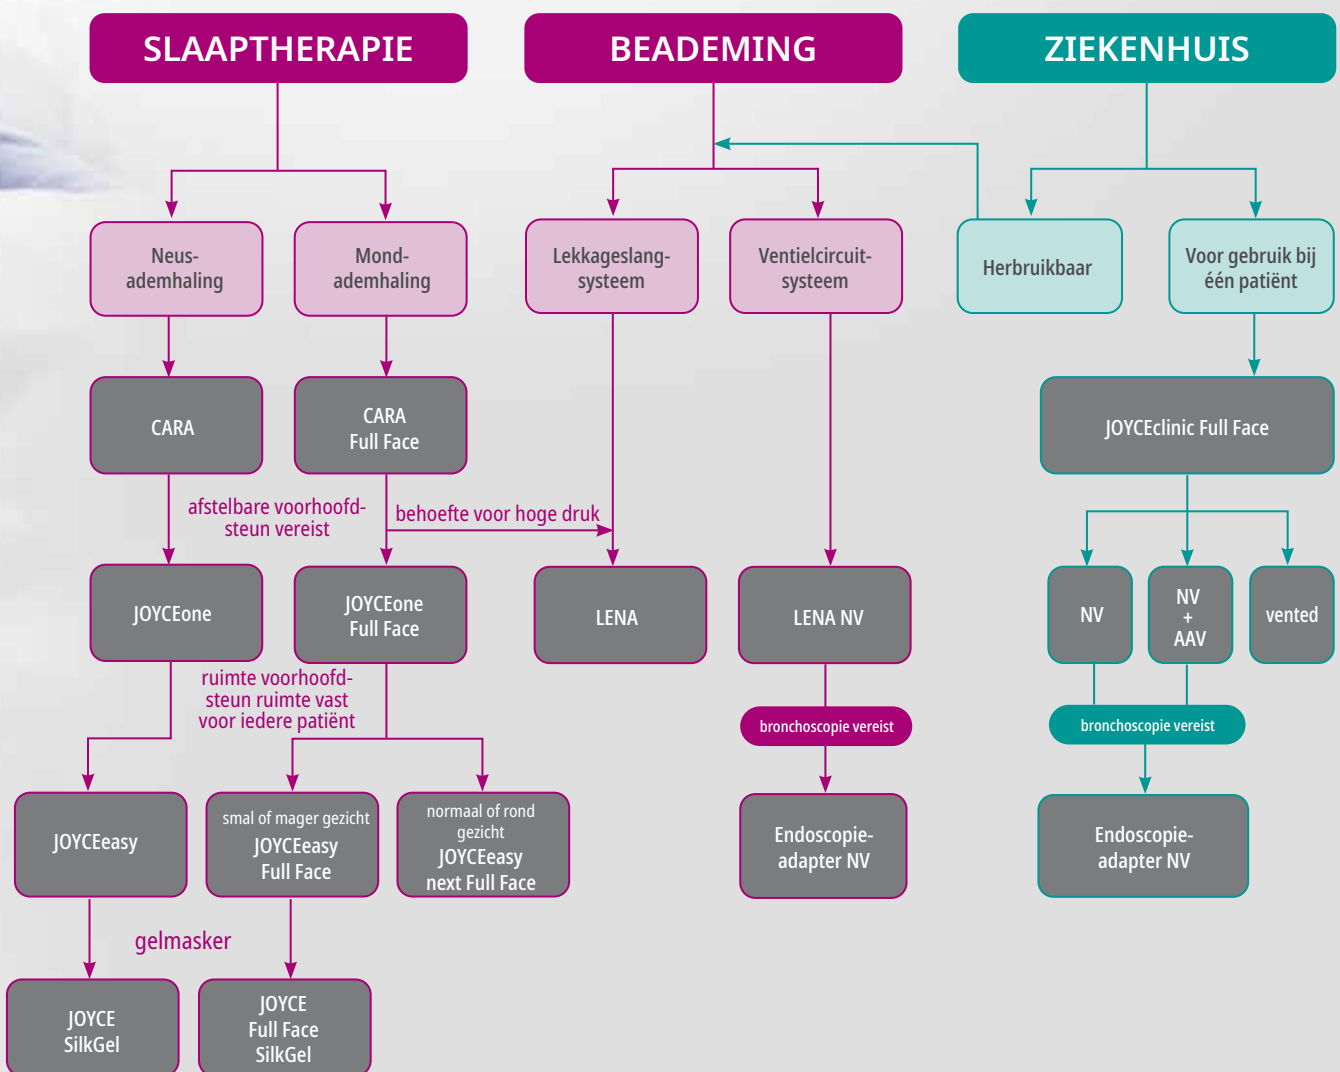 SLAAPTHERAPIE
BEADEMING
ZIEKENHUIS
Neus-
ademhaling
Mond-
ademhaling
Lekkageslang-
systeem
Ventielcircuit-
systeem
Herbruikbaar
Voor gebruik bij
één patiënt
CARA
CARA
Full Face
JOYCEclinic Full Face
afstelbare voorhoofd-
steun vereist
behoefte voor hoge druk
JOYCEone
JOYCEone
Full Face
LENA
LENA NV
NV
NV
+
AAV
vented
ruimte voorhoofd-
steun ruimte vast
voor iedere patiënt
bronchoscopie vereist
bronchoscopie vereist
JOYCEeasy
smal of mager gezicht
JOYCEeasy
Full Face
normaal of rond
gezicht
JOYCEeasy
next Full Face
Endoscopie-
adapter NV
Endoscopie-
adapter NV
gelmasker
JOYCE
SilkGel
JOYCE
Full Face
SilkGel